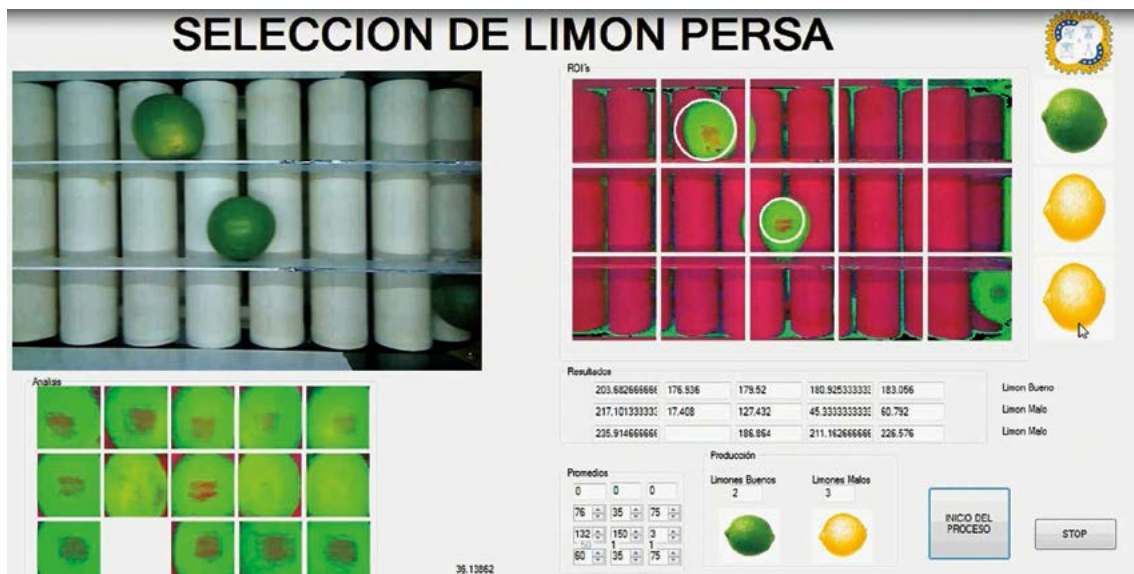 SELECCION DE LIMON PERSA
ROI's
Resultados
203.682666666 176.936 179.52 180.925333333 183.056 Limon Bueno
217.101333333 17.408 127.432 45.3333333333 60.792 Limon Malo
235.914666666 186.864 211.162666666 226.576 Limon Malo
Analisis
Promedios
0 0 0
76 35 75
132 150 3
1 1
60 35 75
Producción
Limones Buenos Limones Malos
2 3
INICIO DEL
PROCESO
STOP
36.13862